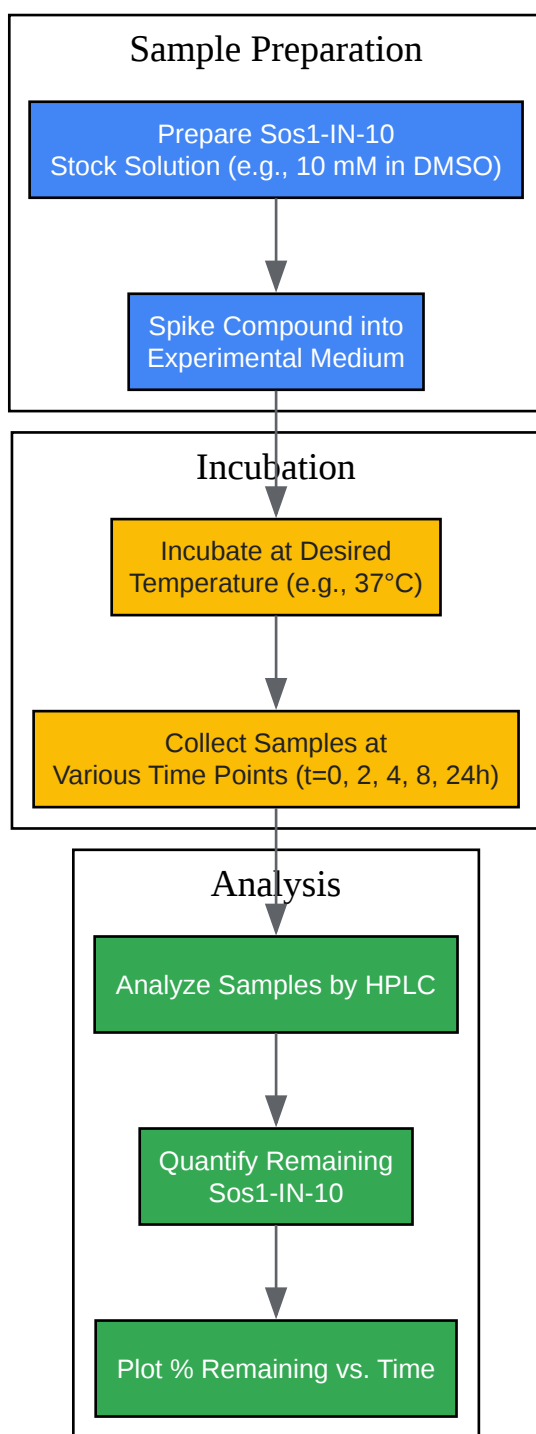 Sample Preparation
Prepare Sos1-IN-10
Stock Solution (e.g., 10 mM in DMSO)
Spike Compound into
Experimental Medium
Incubation
Incubate at Desired
Temperature (e.g., 37°C)
Collect Samples at
Various Time Points (t=0, 2, 4, 8, 24h)
Analysis
Analyze Samples by HPLC
Quantify Remaining
Sos1-IN-10
Plot % Remaining vs. Time